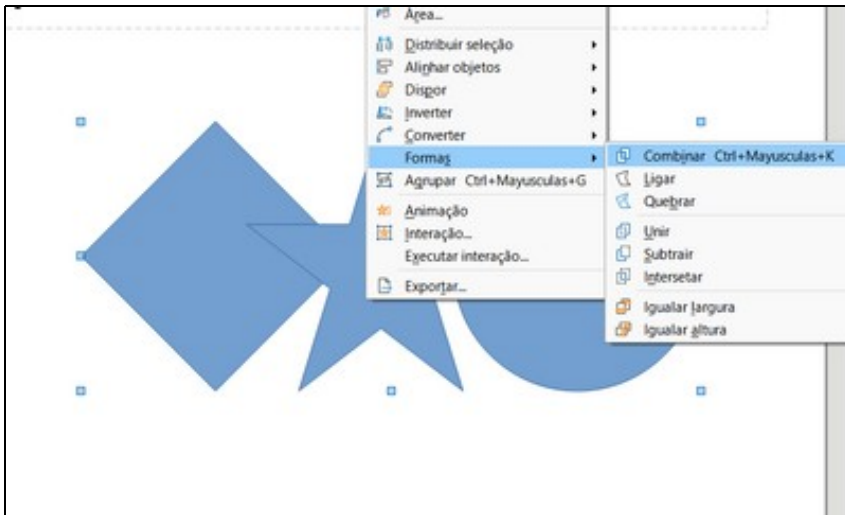 Área...
Distribuir seleção
Alinhar objetos
Dispor
Inverter
Converter
Formas
Agrupar Ctrl+Mayusculas+G
Animação
Interação...
Executar interação...
Exportar...
Combinar Ctrl+Mayusculas+K
Ligar
Quebrar
Unir
Subtrair
Intersetar
Igualar largura
Igualar altura